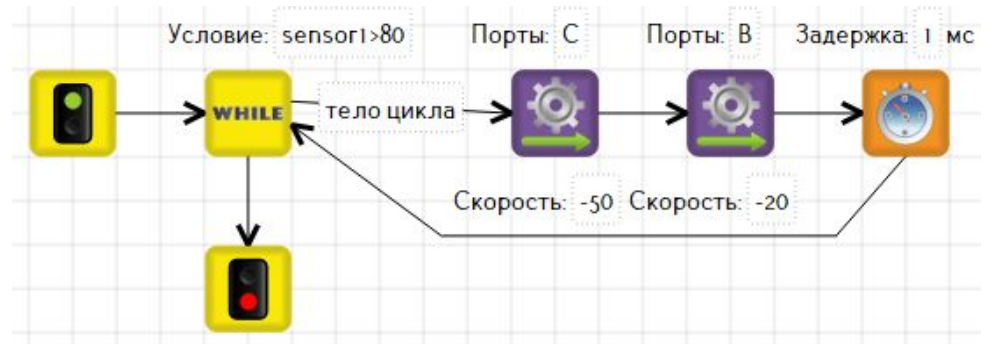 Условие: sensor1>80 Порты: C Порты: B Задержка: 1 мс
WHILE тело цикла
Скорость: -50 Скорость: -20